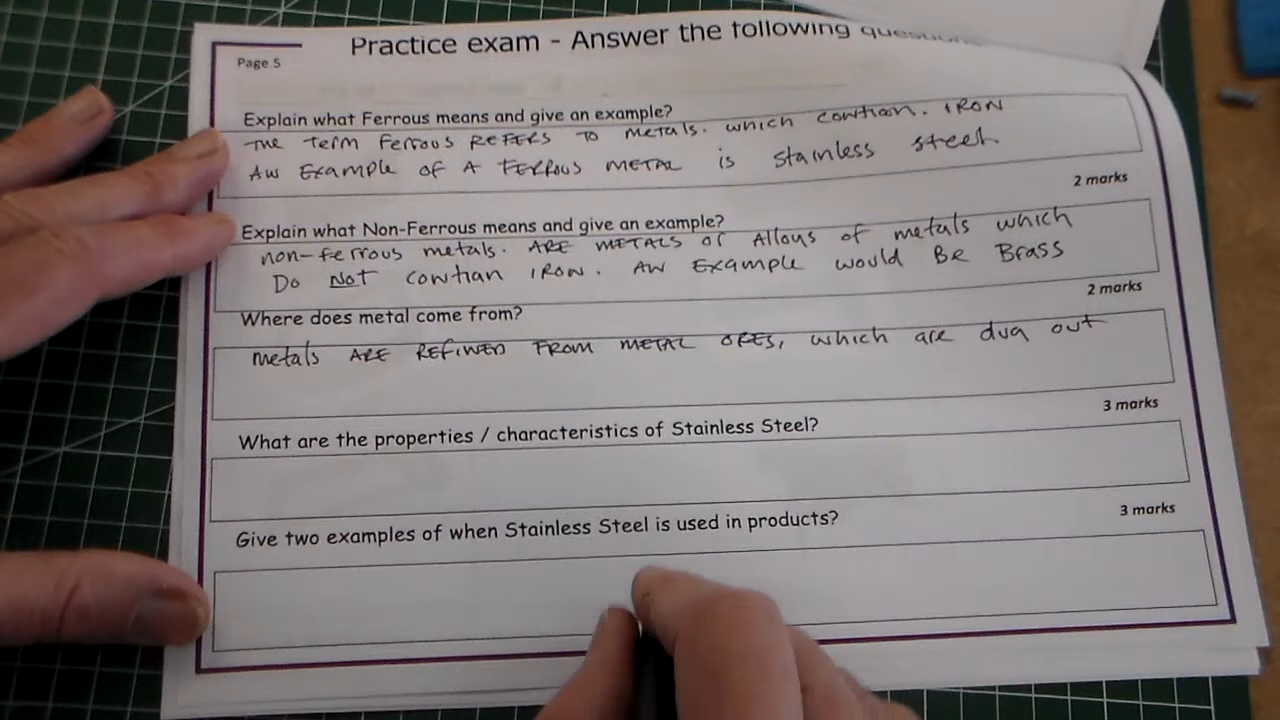 Practice exam - Answer the following
Page 5
Explain what Ferrous means and give an example?
THE term Ferrous REFERS TO METALS. which cowtian. IRON
AW EXAMPLE OF A FERROUS METAL is stainless steel
2 marks
Explain what Non-Ferrous means and give an example?
non-ferrous metals. ARE METALS or Alloys of metals which
Do NOT cowtian IRON. AW EXAMPLE would BE Brass
2 marks
Where does metal come from?
metals ARE REFINED FROM METAL ORES, which are dug out
3 marks
What are the properties / characteristics of Stainless Steel?
3 marks
Give two examples of when Stainless Steel is used in products?